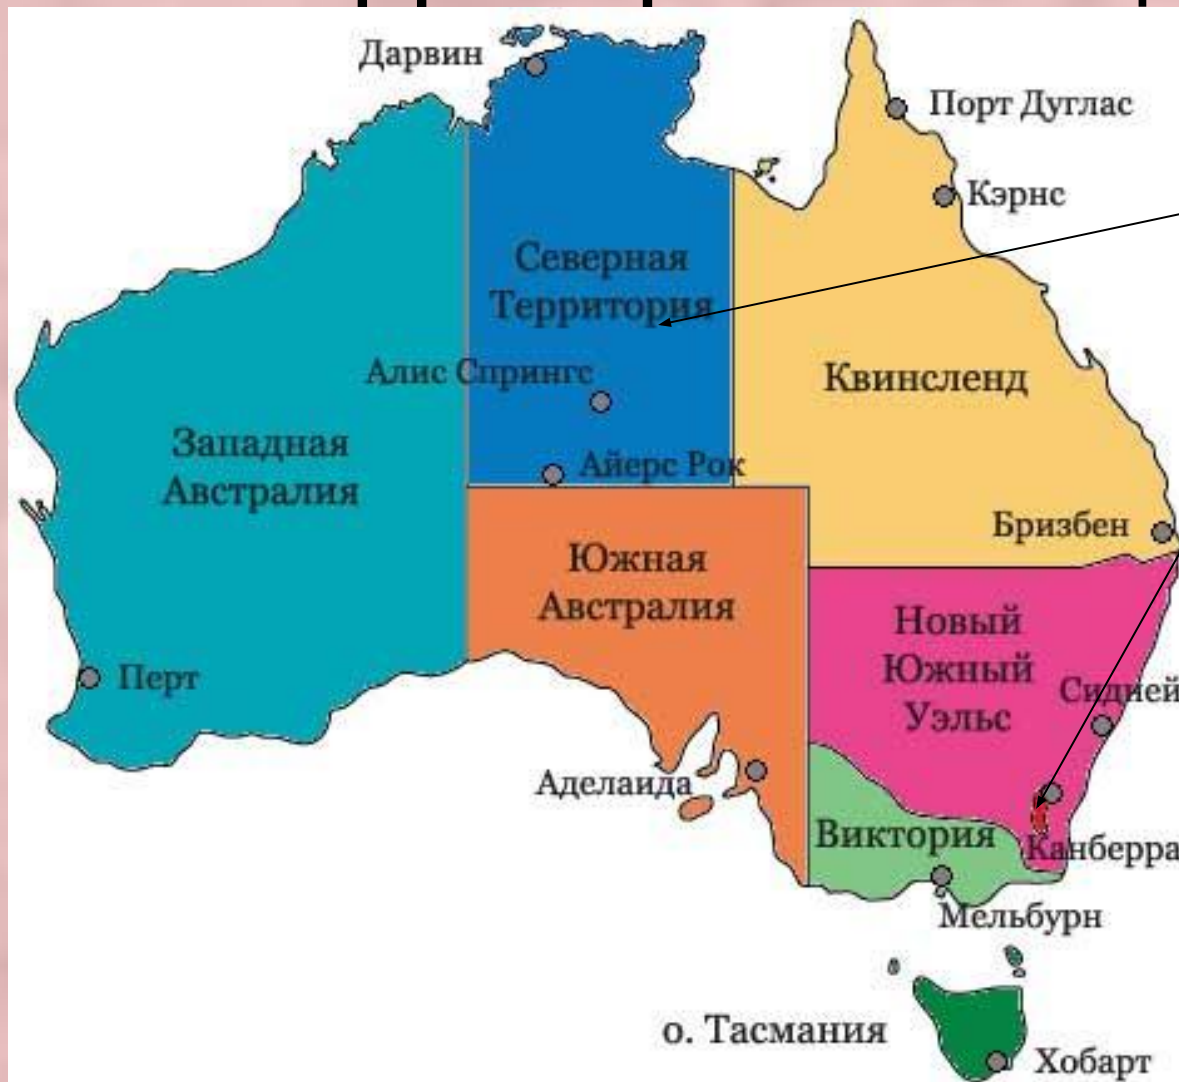 Дарвин
Порт Дуглас
Кэрнс
Северная
Территория
Алис Спрингс
Квинсленд
Западная
Австралия
Айерс Рок
Бризбен
Южная
Австралия
Новый
Южный
Уэльс
Перт
Сидней
Аделаида
Виктория
Канберра
Мельбурн
о. Тасмания
Хобарт